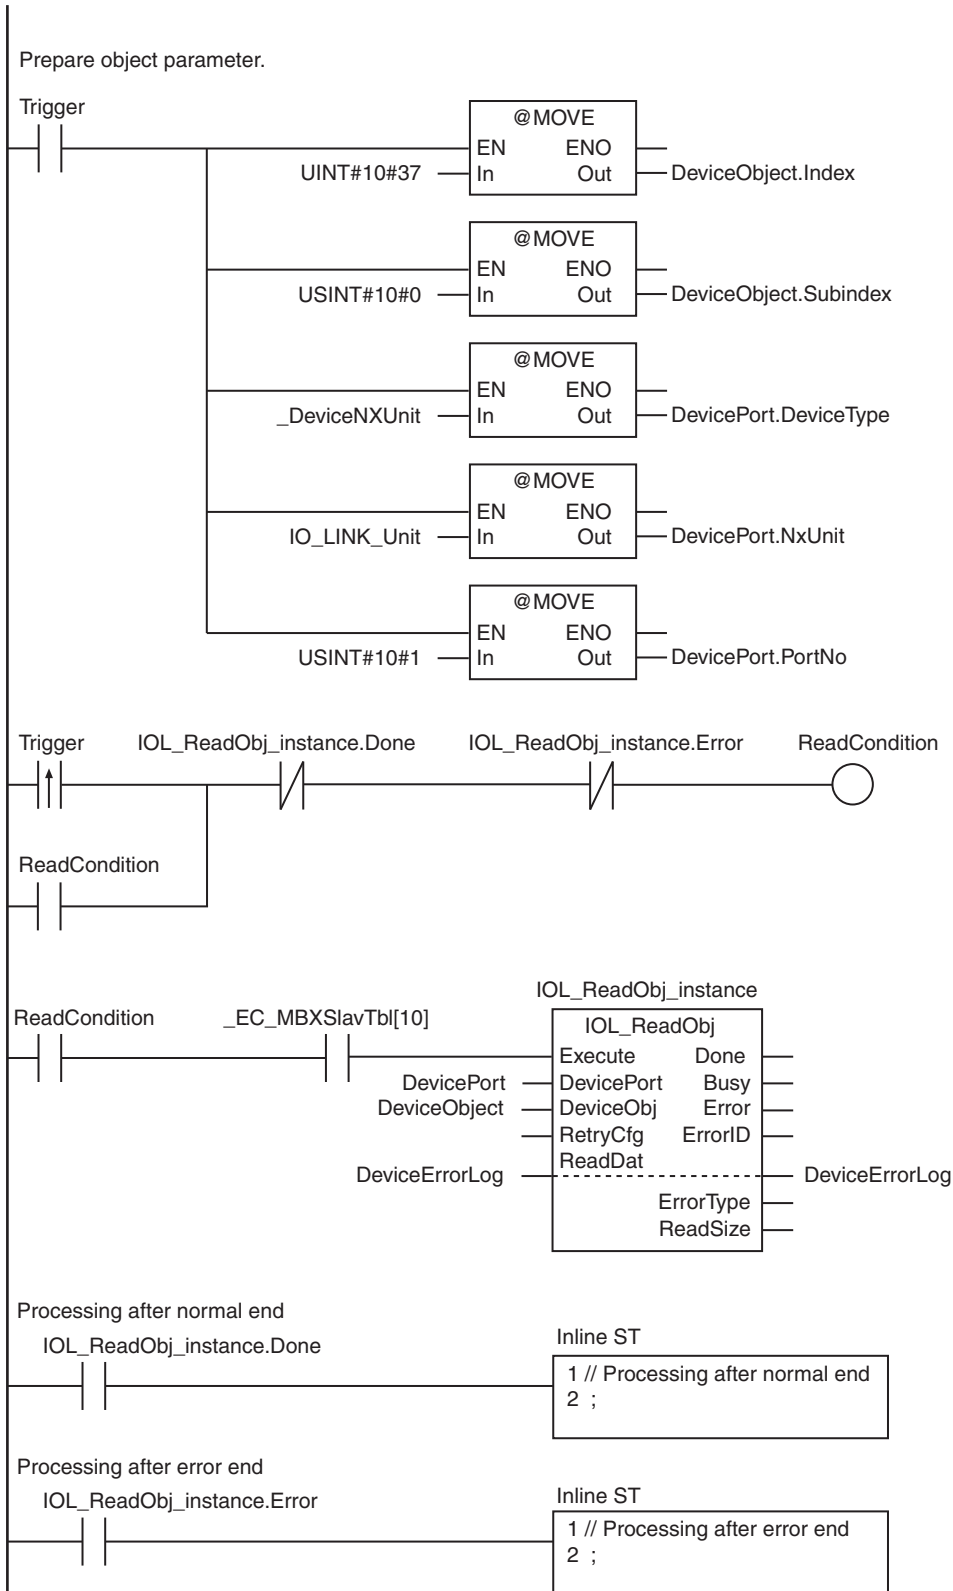 Prepare object parameter.
Trigger
@MOVE
EN ENO
UINT#10#37 In Out DeviceObject.Index
@MOVE
EN ENO
USINT#10#0 In Out DeviceObject.Subindex
@MOVE
EN ENO
_DeviceNXUnit In Out DevicePort.DeviceType
@MOVE
EN ENO
IO_LINK_Unit In Out DevicePort.NxUnit
@MOVE
EN ENO
USINT#10#1 In Out DevicePort.PortNo
Trigger IOL_ReadObj_instance.Done IOL_ReadObj_instance.Error ReadCondition
ReadCondition
IOL_ReadObj_instance
ReadCondition _EC_MBXSlavTbl[10] IOL_ReadObj
Execute Done
DevicePort DevicePort Busy
DeviceObject DeviceObj Error
RetryCfg ErrorID
ReadDat
DeviceErrorLog DeviceErrorLog
ErrorType
ReadSize
Processing after normal end
IOL_ReadObj_instance.Done
Inline ST
1 // Processing after normal end
2 ;
Processing after error end
IOL_ReadObj_instance.Error
Inline ST
1 // Processing after error end
2 ;